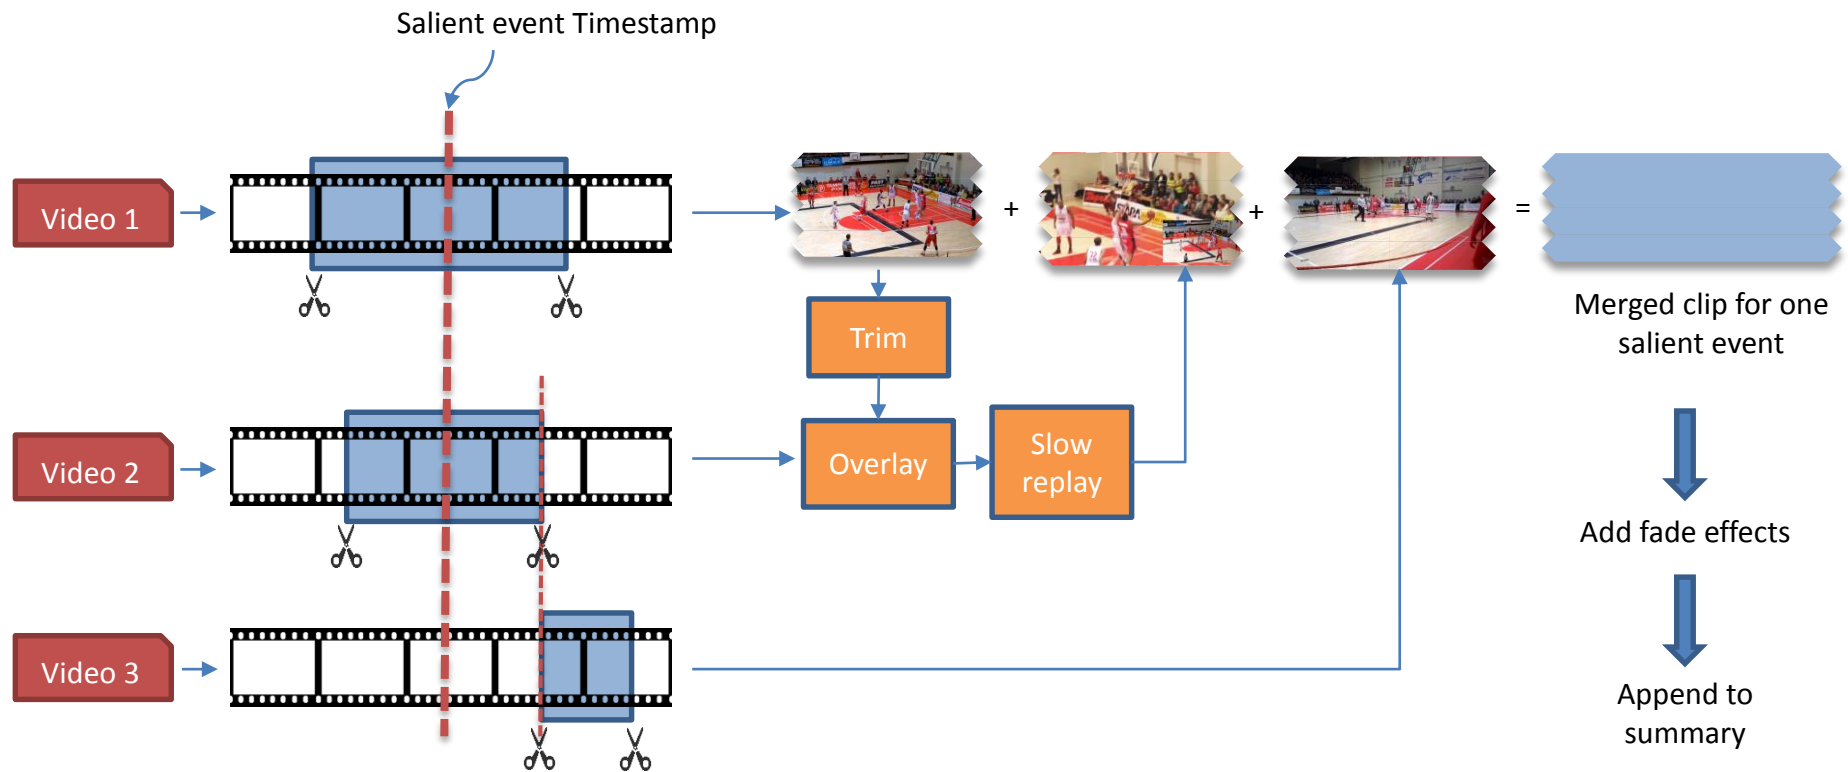 Salient event Timestamp
Video 1
+
+
=
Merged clip for one
salient event
Trim
Video 2
Overlay
Slow
replay
Add fade effects
Video 3
Append to
summary